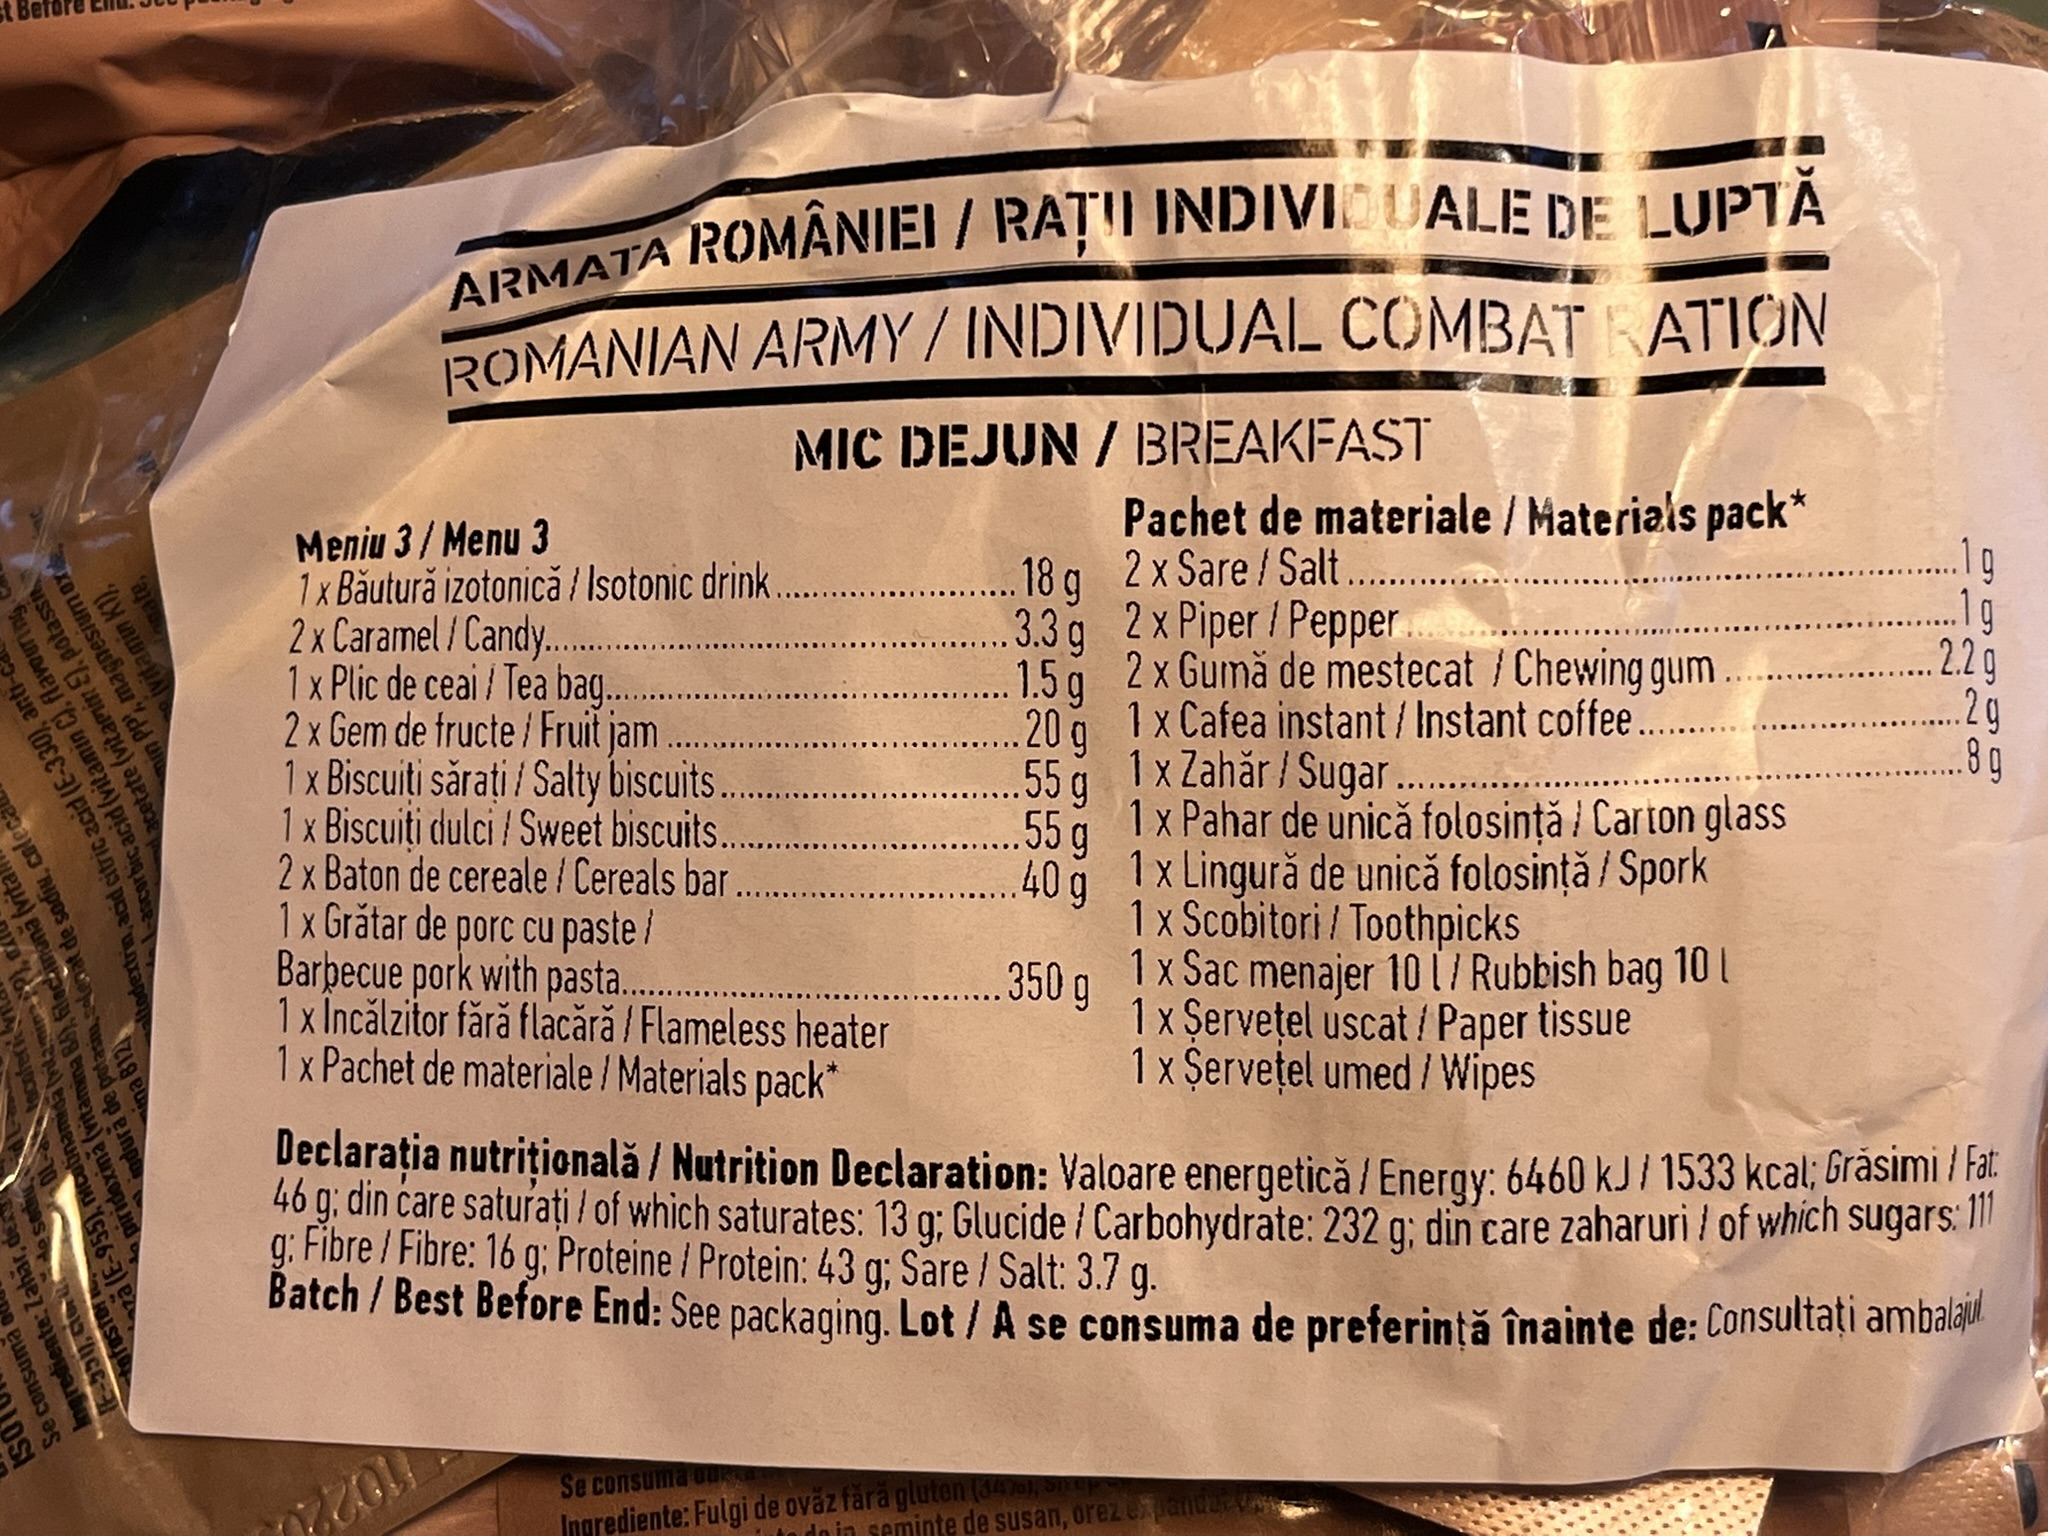 ARMATA ROMÂNIEI / RAȚII INDIVIDUALE DE LUPTĂ
ROMANIAN ARMY / INDIVIDUAL COMBAT RATION
MIC DEJUN / BREAKFAST
Meniu 3 / Menu 3
1 x Băutură izotonică / Isotonic drink.................... 18 g
2 x Caramel / Candy.................................... 3.3 g
1 x Plic de ceai / Tea bag............................... 1.5 g
2 x Gem de fructe / Fruit jam .......................... 20 g
1 x Biscuiți sărați / Salty biscuits....................... 55 g
1 x Biscuiți dulci / Sweet biscuits....................... 55 g
2 x Baton de cereale / Cereals bar ..................... 40 g
1 x Grătar de porc cu paste /
Barbecue pork with pasta............................. 350 g
1 x Încălzitor fără flacără / Flameless heater
1 x Pachet de materiale / Materials pack*
Pachet de materiale / Materials pack*
2 x Sare / Salt ............................................... 1 g
2 x Piper / Pepper.......................................... 1 g
2 x Gumă de mestecat / Chewing gum ................ 2.2 g
1 x Cafea instant / Instant coffee........................ 2 g
1 x Zahăr / Sugar ........................................... 8 g
1 x Pahar de unică folosință / Carton glass
1 x Lingură de unică folosință / Spork
1 x Scobitori / Toothpicks
1 x Sac menajer 10 l / Rubbish bag 10 l
1 x Șervețel uscat / Paper tissue
1 x Șervețel umed / Wipes
Declarația nutrițională / Nutrition Declaration: Valoare energetică / Energy: 6460 kJ / 1533 kcal; Grăsimi / Fat:
46 g; din care saturați / of which saturates: 13 g; Glucide / Carbohydrate: 232 g; din care zaharuri / of which sugars: 111
g; Fibre / Fibre: 16 g; Proteine / Protein: 43 g; Sare / Salt: 3.7 g.
Batch / Best Before End: See packaging. Lot / A se consuma de preferință înainte de: Consultați ambalajul.
Se consumă
Ingrediente: Fulgi de ovăz fără gluten (34%),
in, seminte de susan, orez